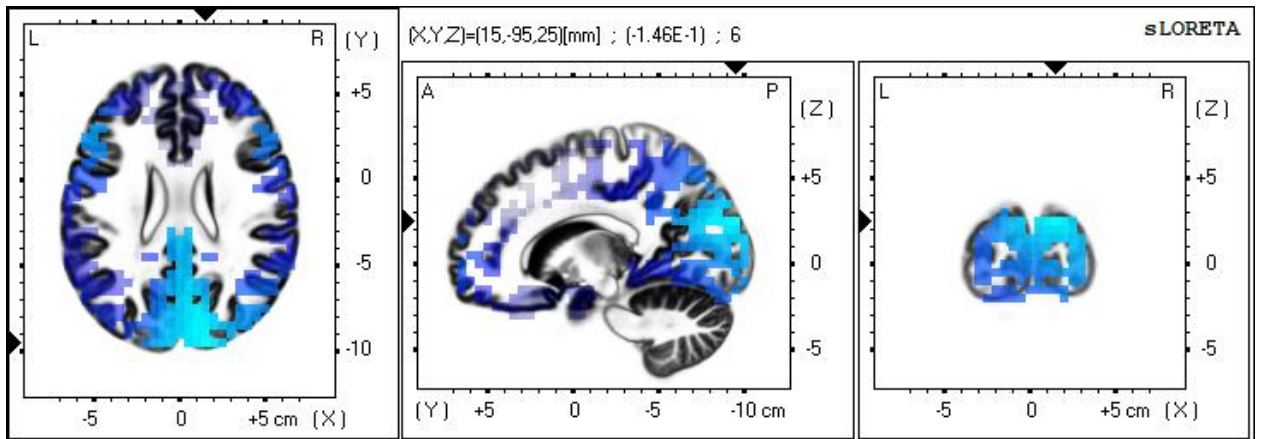 (X,Y,Z)=(15,-95,25)[mm] ; (-1.46E-1) ; 6
sLORETA
L R (Y)
+5
0
-5
-10
-5 0 +5 cm (X)
A P (Z)
+5
0
-5
(Y) +5 0 -5 -10 cm
L R (Z)
+5
0
-5
-5 0 +5 cm (X)